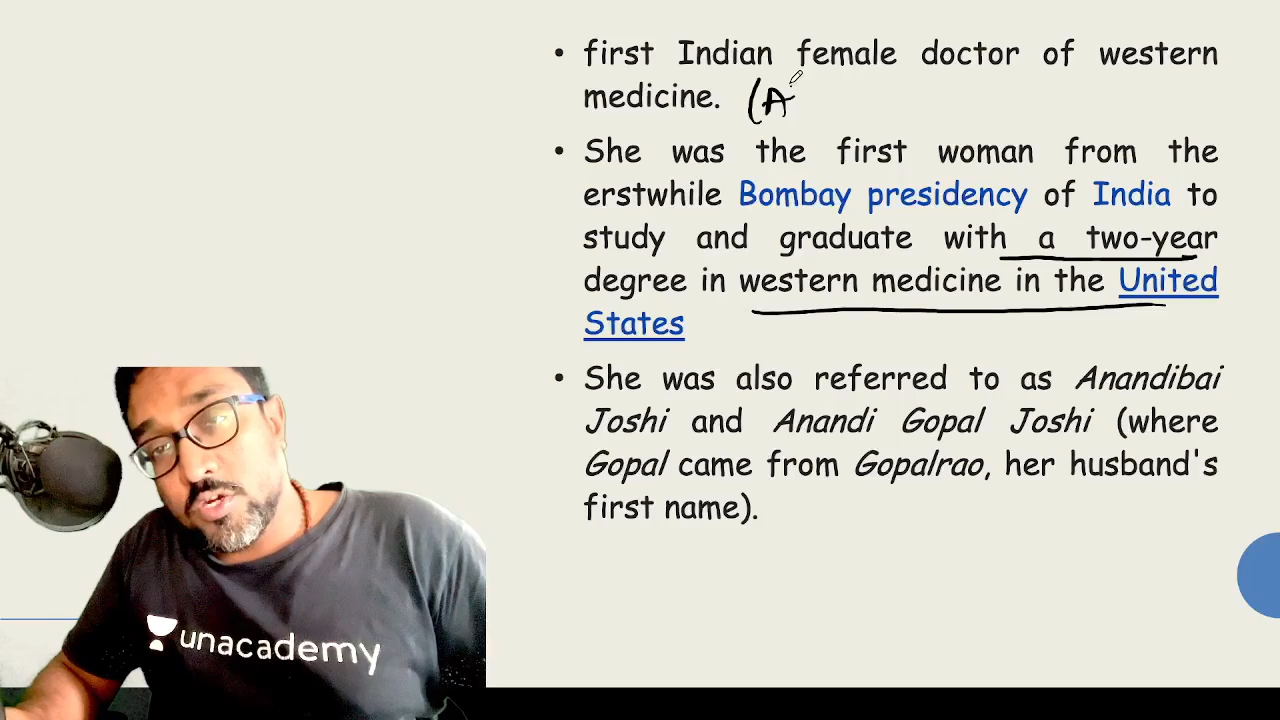 • first Indian female doctor of western
medicine. (A
• She was the first woman from the
erstwhile Bombay presidency of India to
study and graduate with a two-year
degree in western medicine in the United
States
• She was also referred to as Anandibai
Joshi and Anandi Gopal Joshi (where
Gopal came from Gopalrao, her husband's
first name).
unacademy